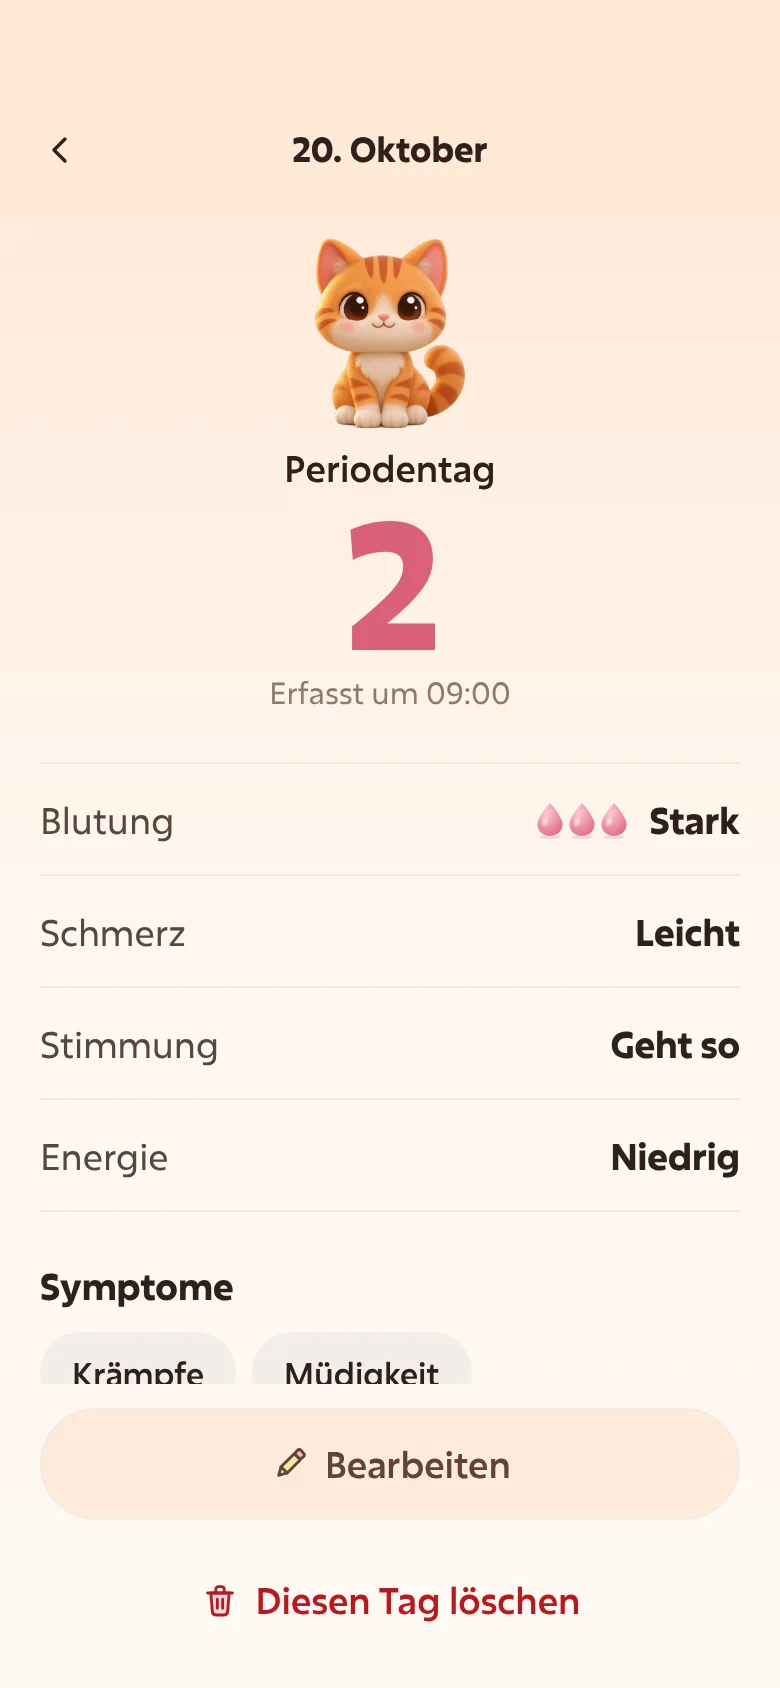 20. Oktober
Periodentag
2
Erfasst um 09:00
Blutung Stark
Schmerz Leicht
Stimmung Geht so
Energie Niedrig
Symptome
Krämpfe Müdigkeit
Bearbeiten
Diesen Tag löschen